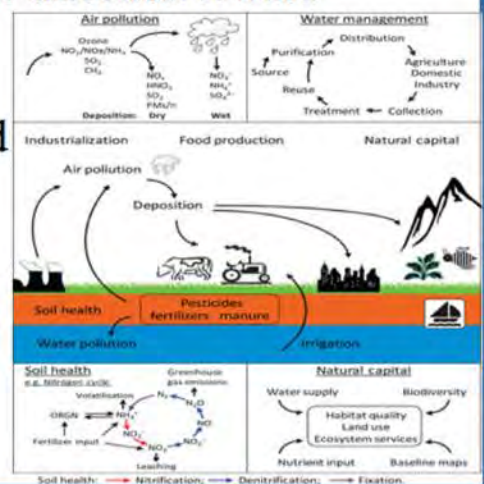 Air pollution
Ozone
NO₂/NOx/NH₃
SO₂
CH₄
NOₓ
HNO₃
SO₂
PMs/n
NO₃⁻
NH₄⁺
SO₄²⁻
Deposition: Dry Wet
Water management
Distribution
Purification
Source
Agriculture
Domestic
Industry
Reuse
Treatment
Collection
d
Industrialization
Food production
Natural capital
Air pollution
Deposition
Soil health
Pesticides
fertilizers manure
Water pollution
Irrigation
Soil health
e.g. Nitrogen cycle
Greenhouse
gas emissions
Volatilisation
N₂
N₂O
ORGN
NH₄⁺
NO
NO₂⁻
NO₂⁻
Fertilizer input
NO₃⁻
Leaching
Natural capital
Water supply
Biodiversity
Habitat quality
Land use
Ecosystem services
Nutrient input
Baseline maps
Soil health: Nitrification; Denitrification; Fixation.